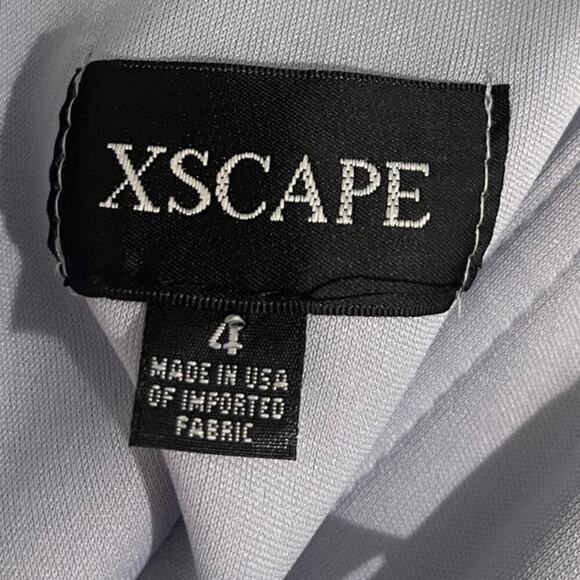 XSCAPE
4
MADE IN USA
OF IMPORTED
FABRIC